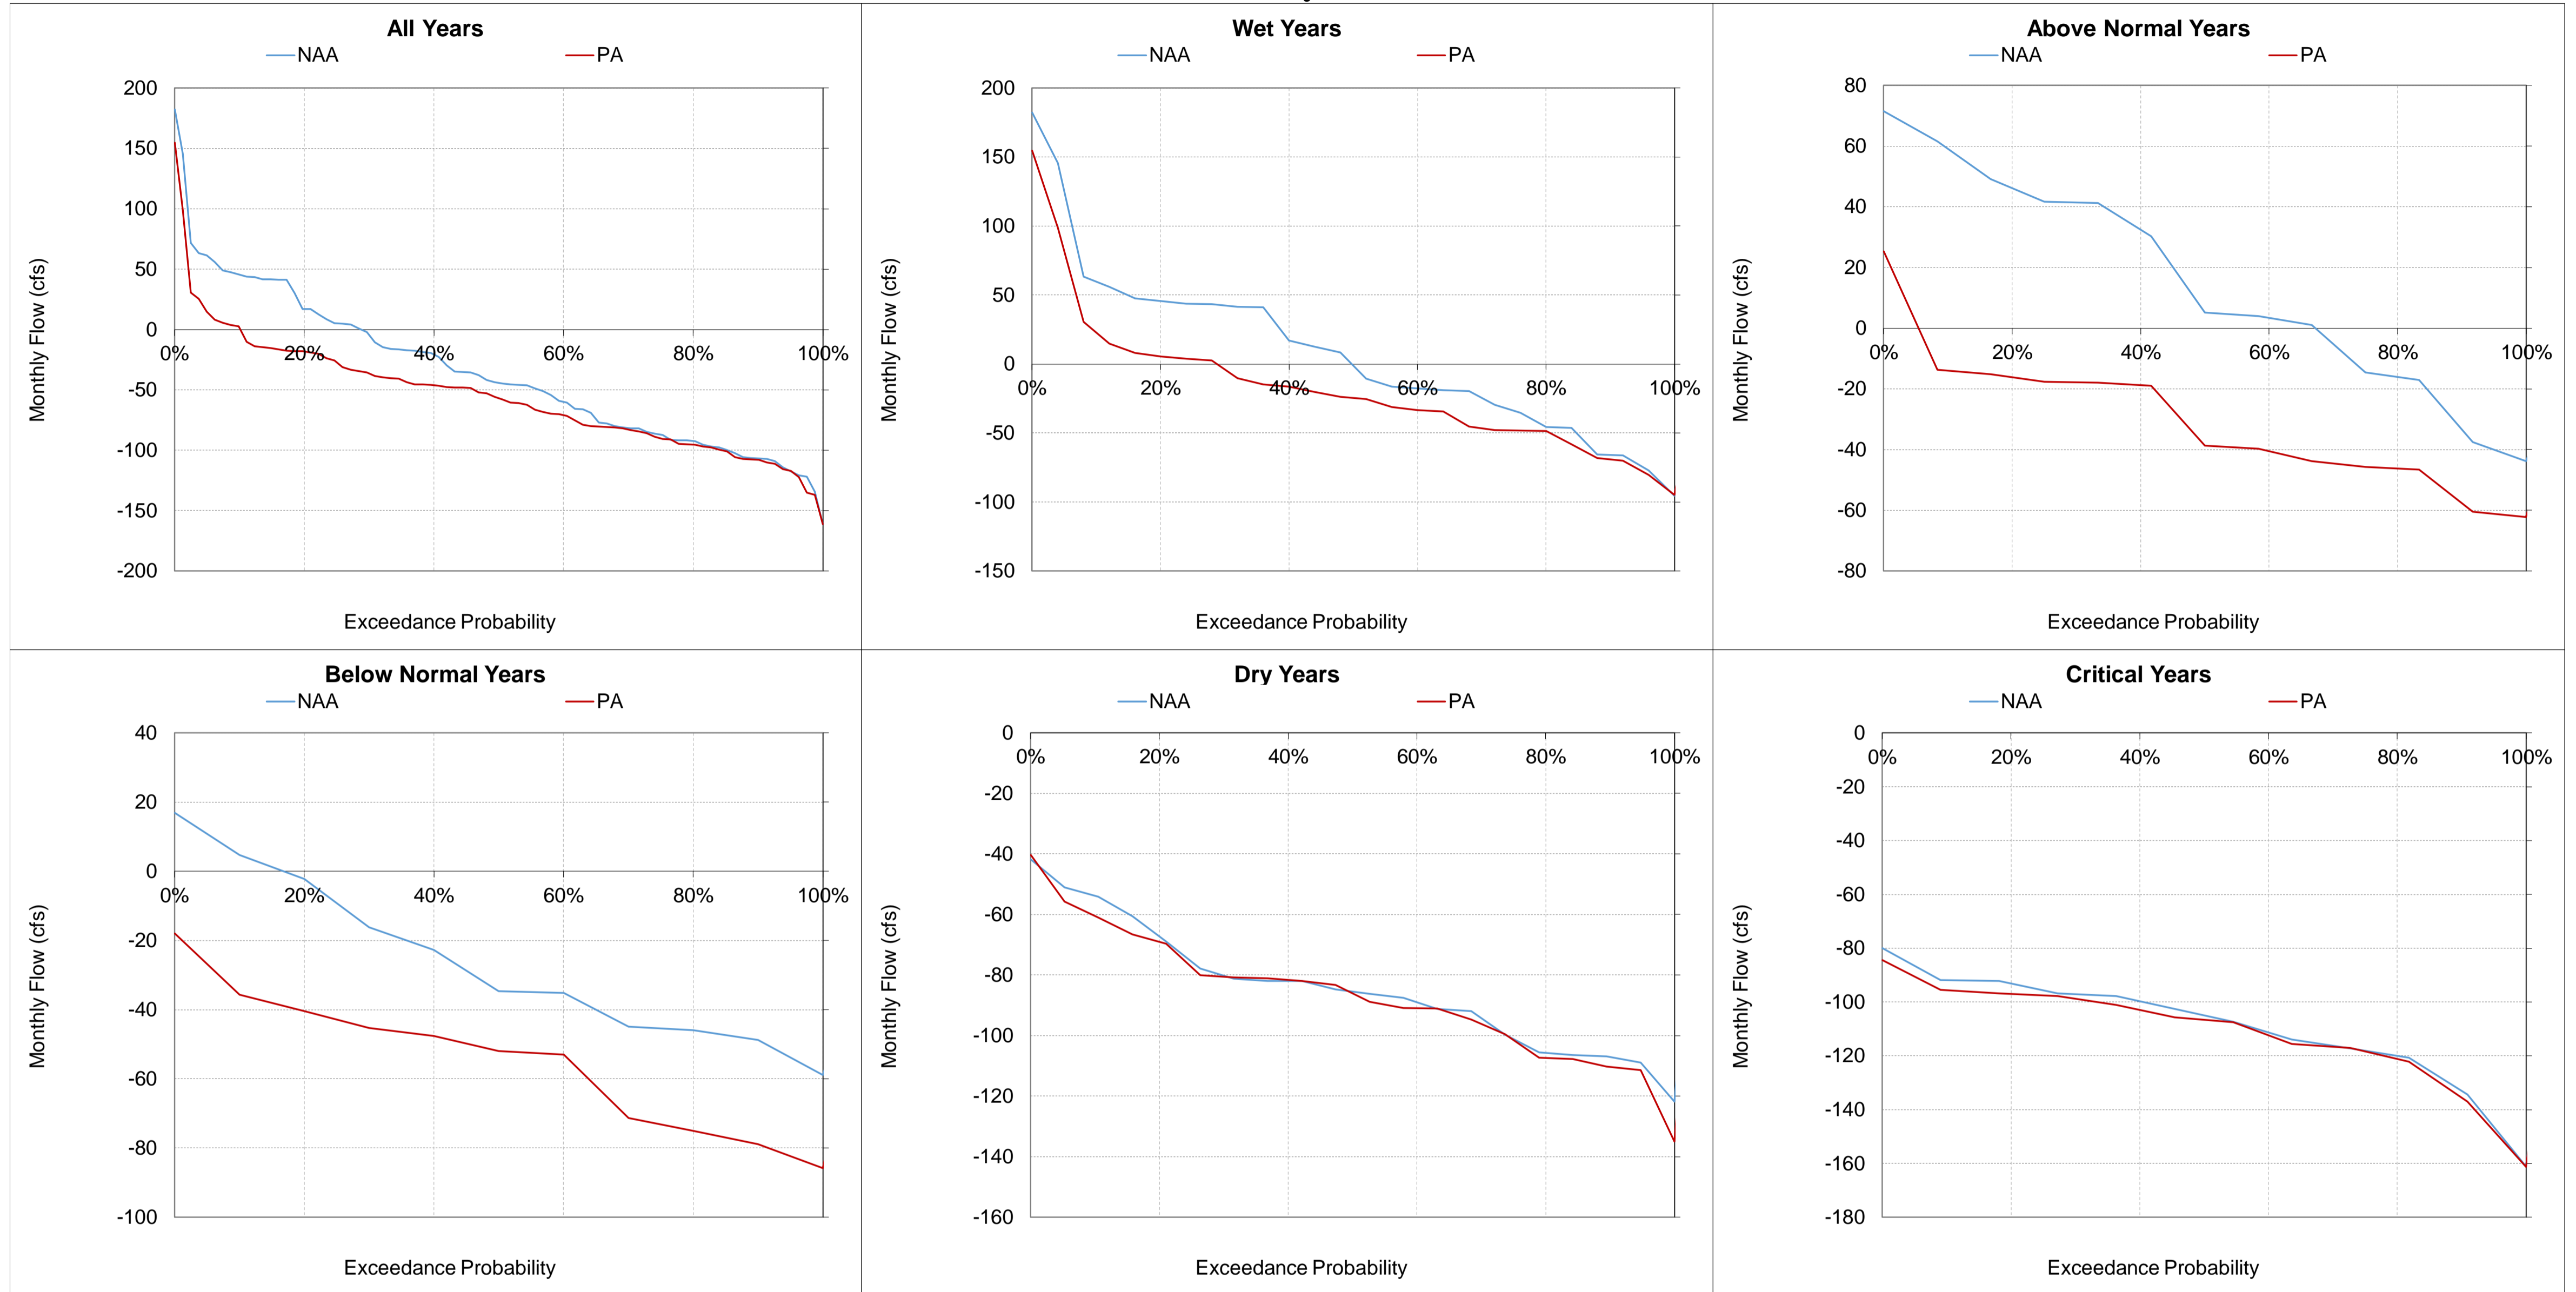 All Years
NAA PA
200
150
100
50
0
-50
-100
-150
-200
0% 20% 40% 60% 80% 100%
Monthly Flow (cfs)
Exceedance Probability
Wet Years
NAA PA
200
150
100
50
0
-50
-100
-150
0% 20% 40% 60% 80% 100%
Monthly Flow (cfs)
Exceedance Probability
Above Normal Years
NAA PA
80
60
40
20
0
-20
-40
-60
-80
0% 20% 40% 60% 80% 100%
Monthly Flow (cfs)
Exceedance Probability
Below Normal Years
NAA PA
40
20
0
-20
-40
-60
-80
-100
0% 20% 40% 60% 80% 100%
Monthly Flow (cfs)
Exceedance Probability
Dry Years
NAA PA
0
-20
-40
-60
-80
-100
-120
-140
-160
0% 20% 40% 60% 80% 100%
Monthly Flow (cfs)
Exceedance Probability
Critical Years
NAA PA
0
-20
-40
-60
-80
-100
-120
-140
-160
-180
0% 20% 40% 60% 80% 100%
Monthly Flow (cfs)
Exceedance Probability